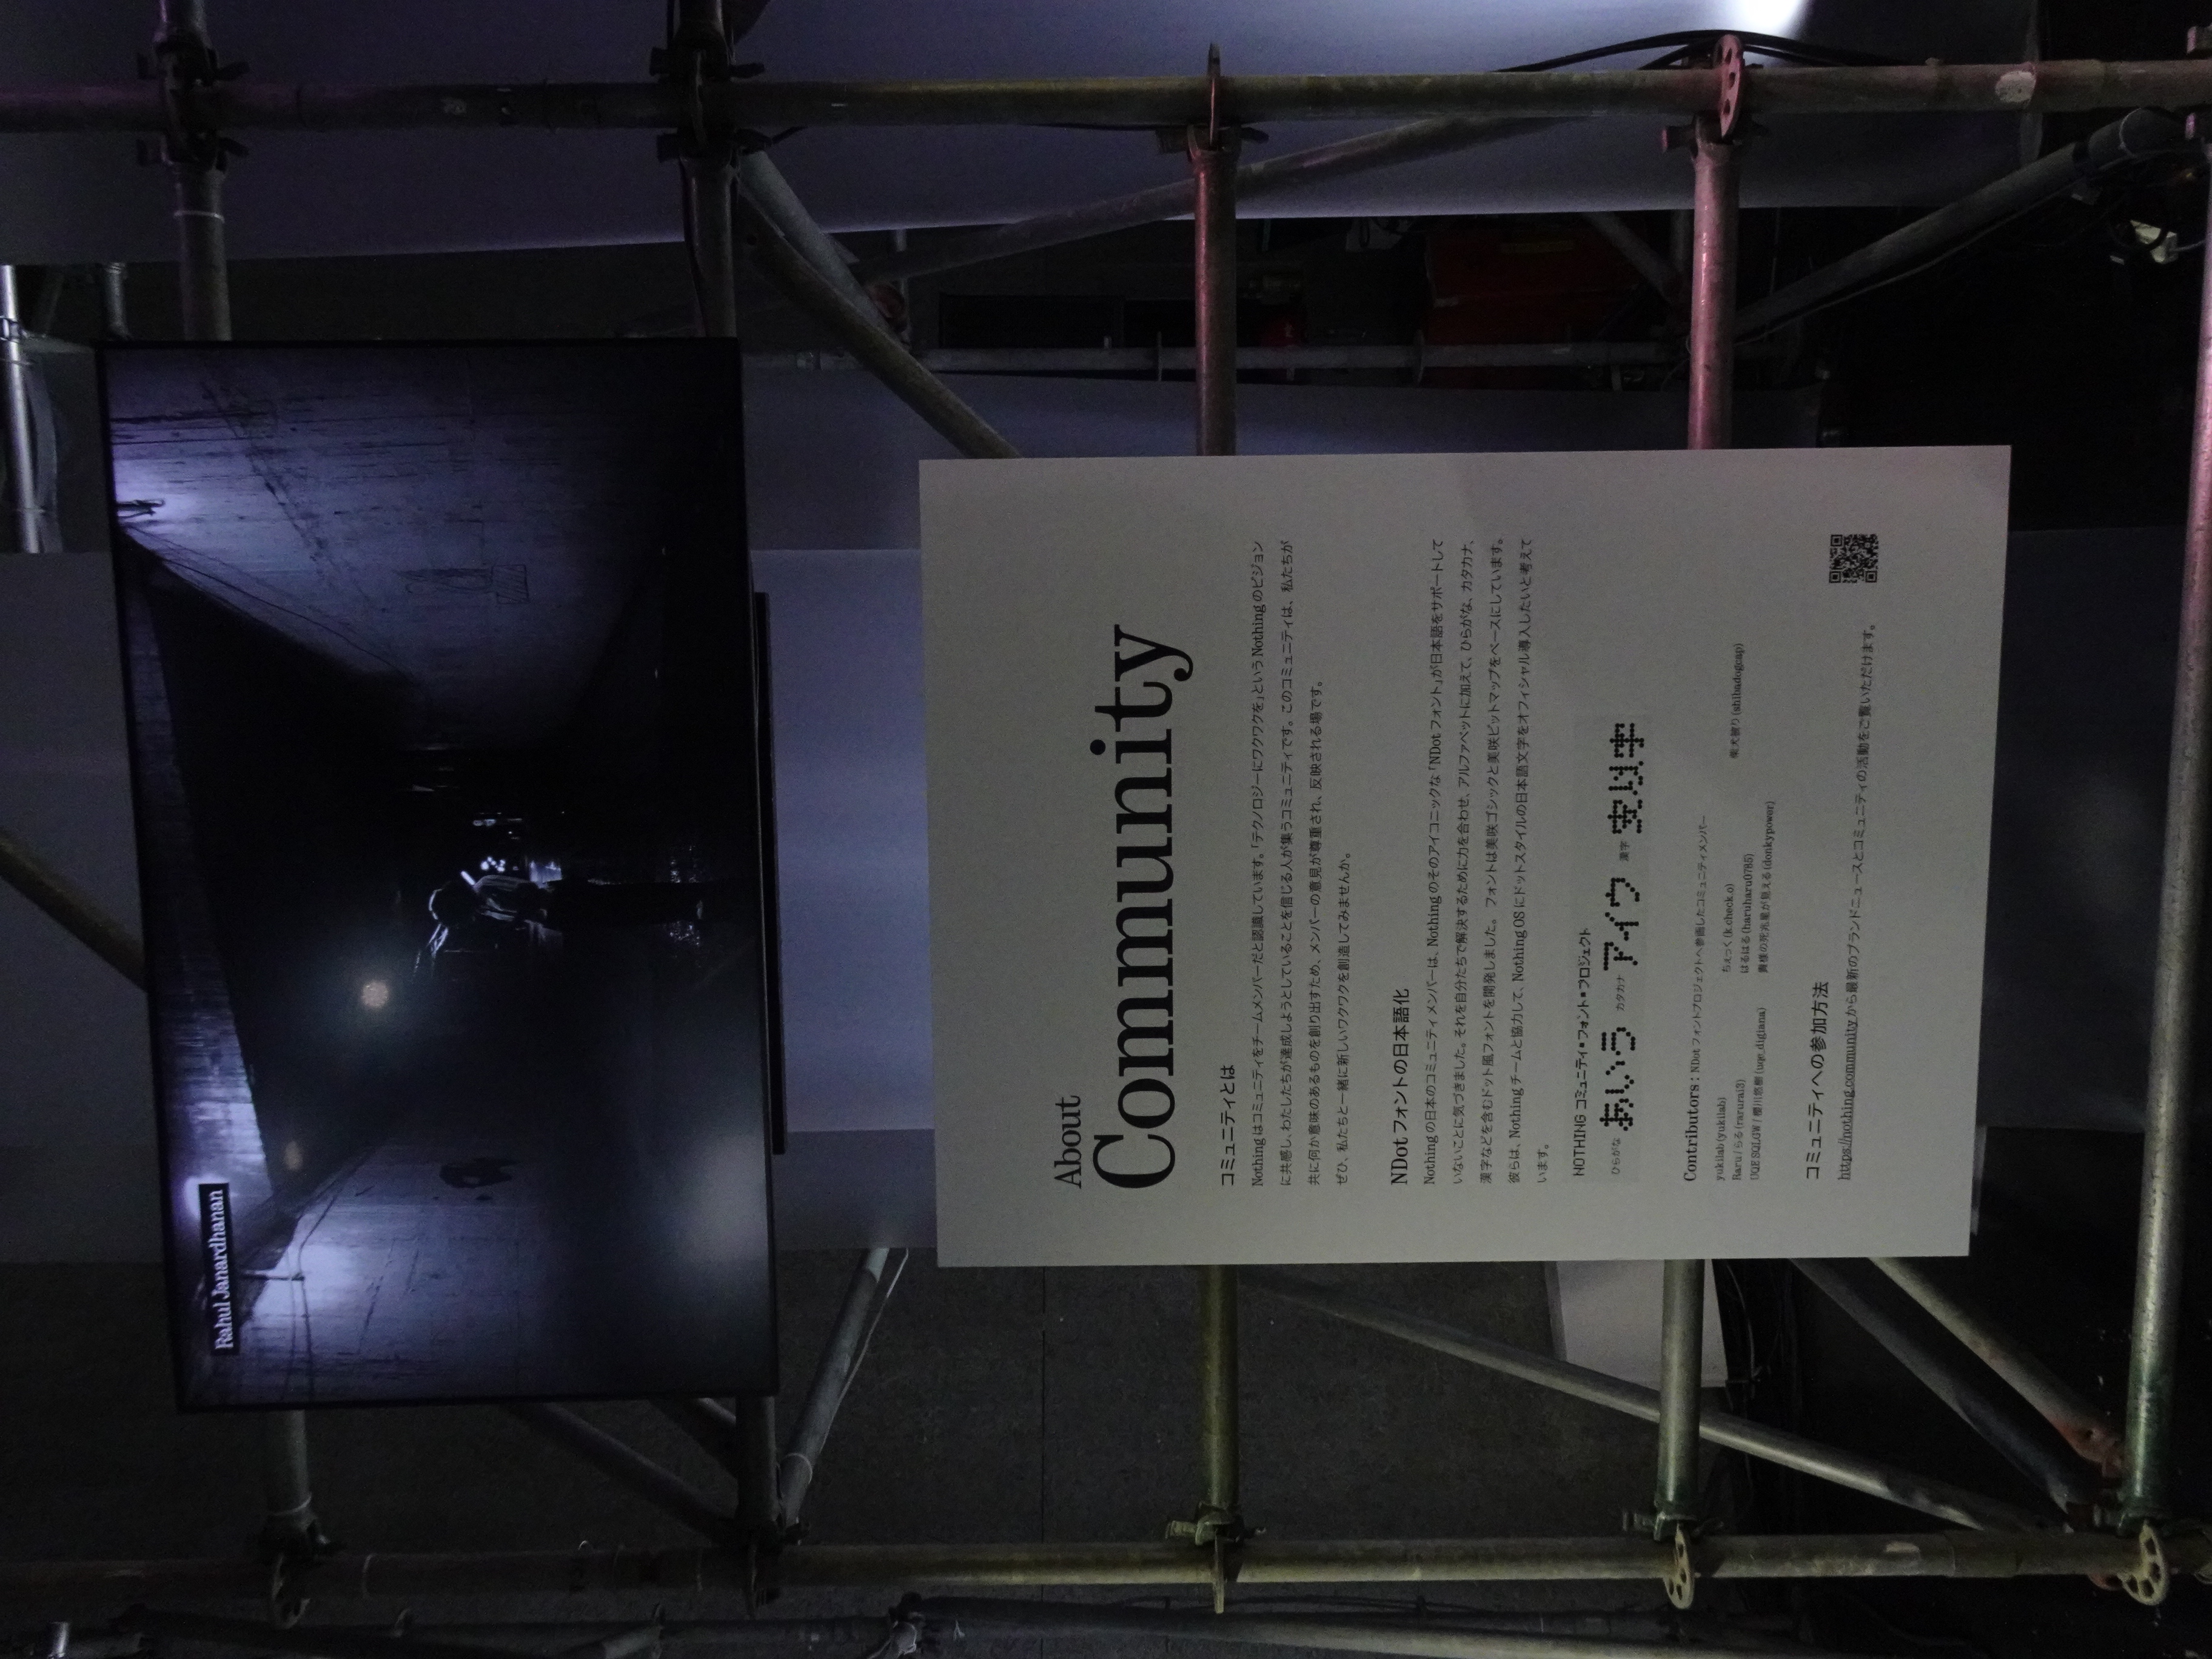 Rahul Janardhanan
About
Community
コミュニティとは
Nothing はコミュニティをチームメンバーだと認識しています。「テクノロジーにワクワクを」という Nothing のビジョン
に共感し、わたしたちが達成しようとしていることを信じる人が集うコミュニティです。このコミュニティは、私たちが
共に何か意味のあるものを創り出すため、メンバーの意見が尊重され、反映される場です。
ぜひ、私たちと一緒に新しいワクワクを創造してみませんか。
NDot フォントの日本語化
Nothing の日本のコミュニティメンバーは、Nothing のそのアイコニックな「NDot フォント」が日本語をサポートして
いないことに気づきました。それを自分たちで解決するために力を合わせ、アルファベットに加えて、ひらがな、カタカナ、
漢字などを含むドット風フォントを開発しました。 フォントは美咲ゴシックと美咲ビットマップをベースにしています。
彼らは、Nothing チームと協力して、Nothing OS にドットスタイルの日本語文字をオフィシャル導入したいと考えて
います。
NOTHING コミュニティ・フォント・プロジェクト
ひらがな あいう カタカナ アイウ 漢字 安以宇
Contributors : NDot フォントプロジェクトへ参画したコミュニティメンバー
yukilab (yukilab)
Raru / らる (rarurai3)
UQE SQLGW / 櫻川悠樹 (uqe_digiana)
ちぇっく (k.check.o)
はるはる (haruharu0785)
貴様の死兆星が見える (donkypower)
柴犬被り (shibadogcap)
コミュニティへの参加方法
https://nothing.community から最新のブランドニュースとコミュニティの活動をご覧いただけます。